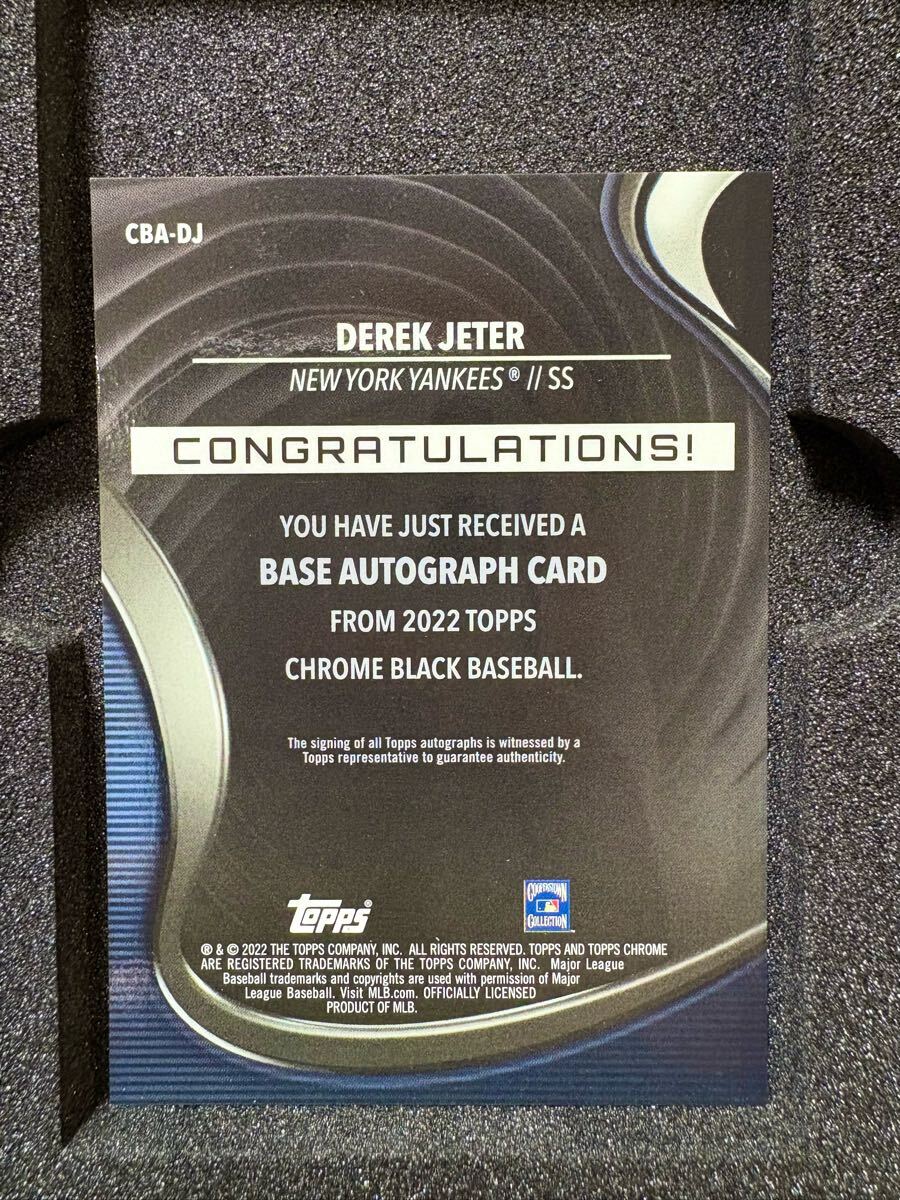 CBA-DJ
DEREK JETER
NEW YORK YANKEES® // SS
CONGRATULATIONS!
YOU HAVE JUST RECEIVED A
BASE AUTOGRAPH CARD
FROM 2022 TOPPS
CHROME BLACK BASEBALL.
The signing of all Topps autographs is witnessed by a
Topps representative to guarantee authenticity.
topps®
COOPERSTOWN
COLLECTION
® & © 2022 THE TOPPS COMPANY, INC. ALL RIGHTS RESERVED. TOPPS AND TOPPS CHROME
ARE REGISTERED TRADEMARKS OF THE TOPPS COMPANY, INC. Major League
Baseball trademarks and copyrights are used with permission of Major
League Baseball. Visit MLB.com. OFFICIALLY LICENSED
PRODUCT OF MLB.